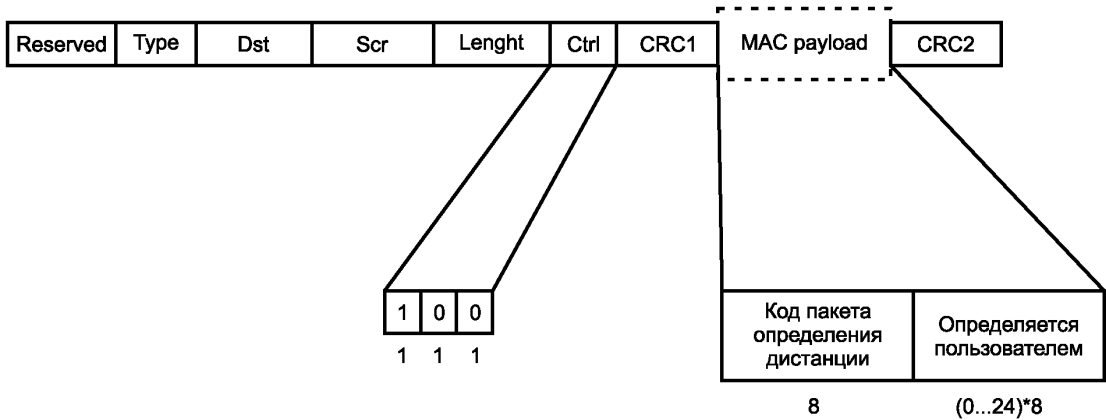 Reserved Type Dst Scr Lenght Ctrl CRC1 MAC payload CRC2
1 0 0
1 1 1
Код пакета
определения
дистанции
Определяется
пользователем
8 (0...24)*8